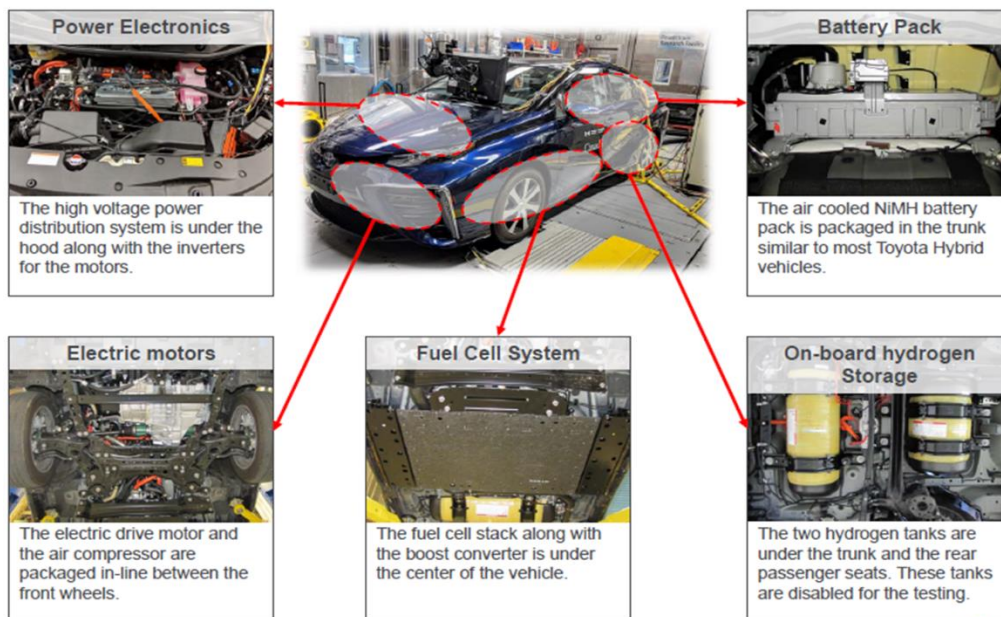 Power Electronics
The high voltage power
distribution system is under the
hood along with the inverters
for the motors.
Battery Pack
The air cooled NiMH battery
pack is packaged in the trunk
similar to most Toyota Hybrid
vehicles.
Electric motors
The electric drive motor and
the air compressor are
packaged in-line between the
front wheels.
Fuel Cell System
The fuel cell stack along with
the boost converter is under
the center of the vehicle.
On-board hydrogen
Storage
The two hydrogen tanks are
under the trunk and the rear
passenger seats. These tanks
are disabled for the testing.